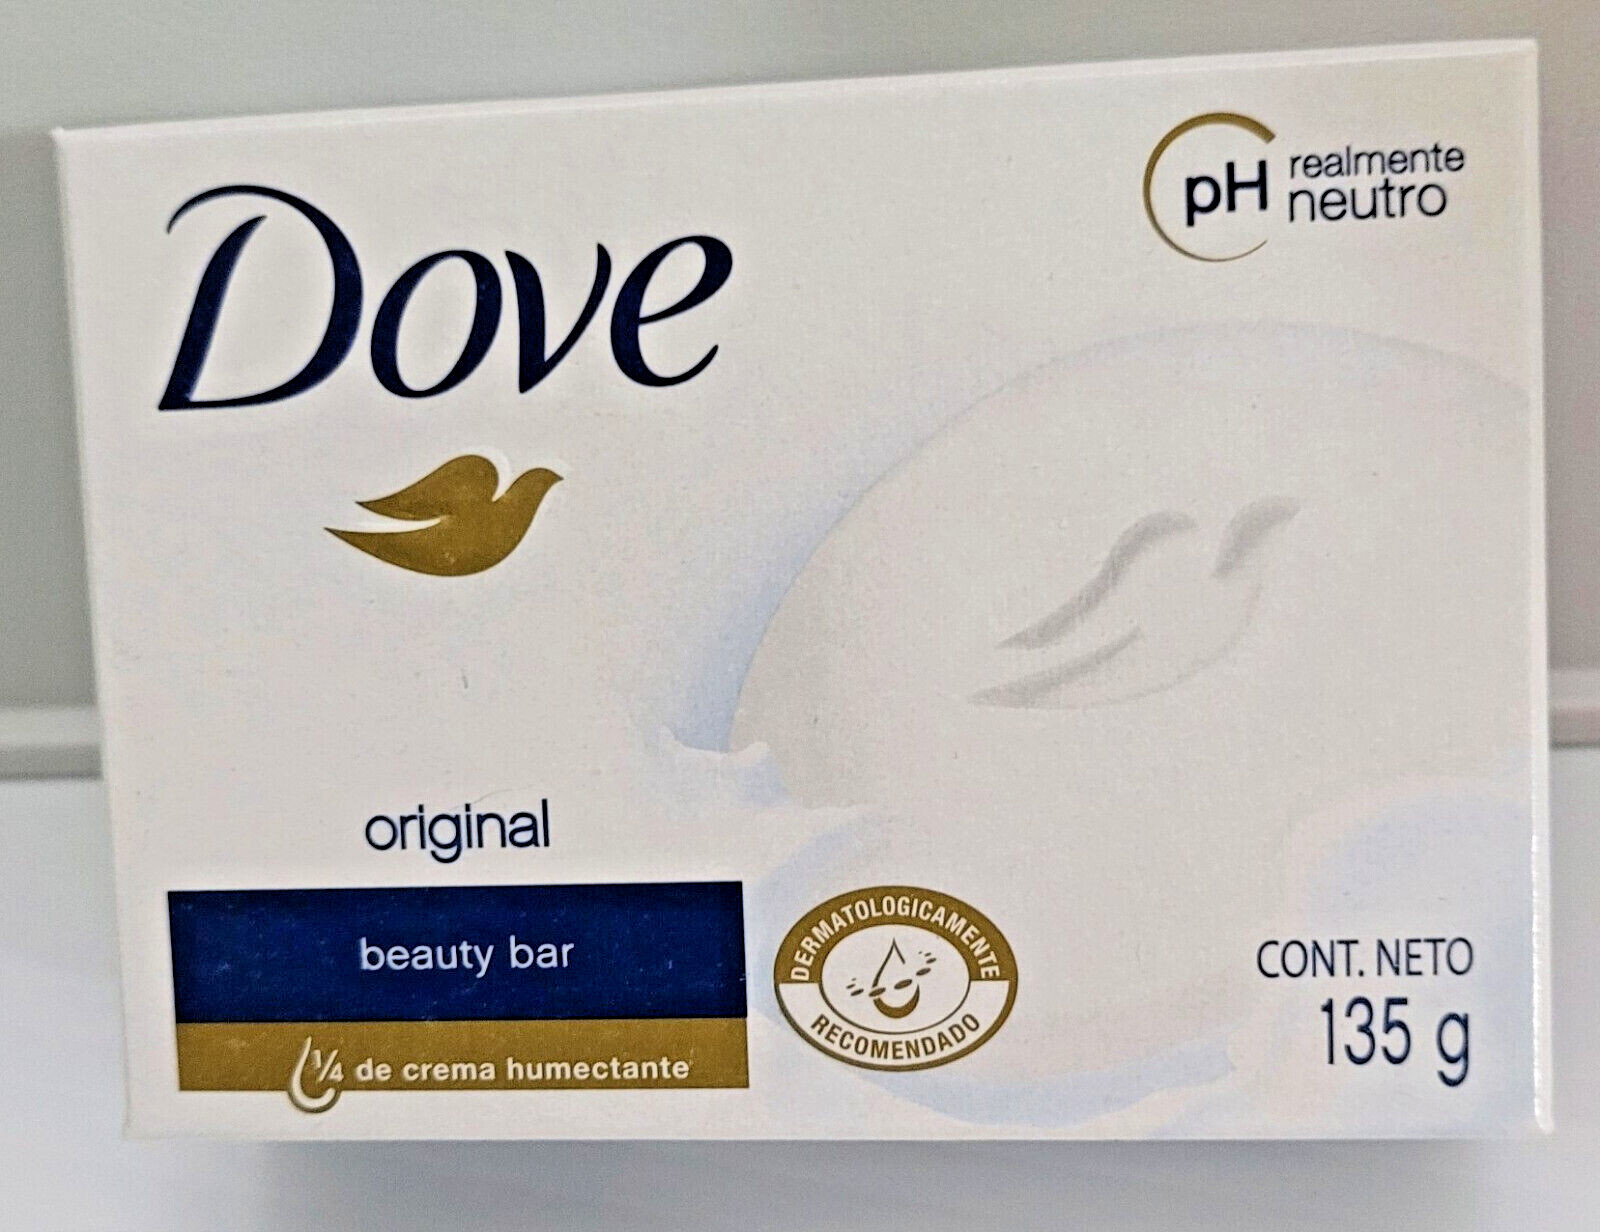 Dove
pH realmente
neutro
original
beauty bar
¼ de crema humectante
DERMATOLOGICAMENTE
RECOMENDADO
CONT. NETO
135 g